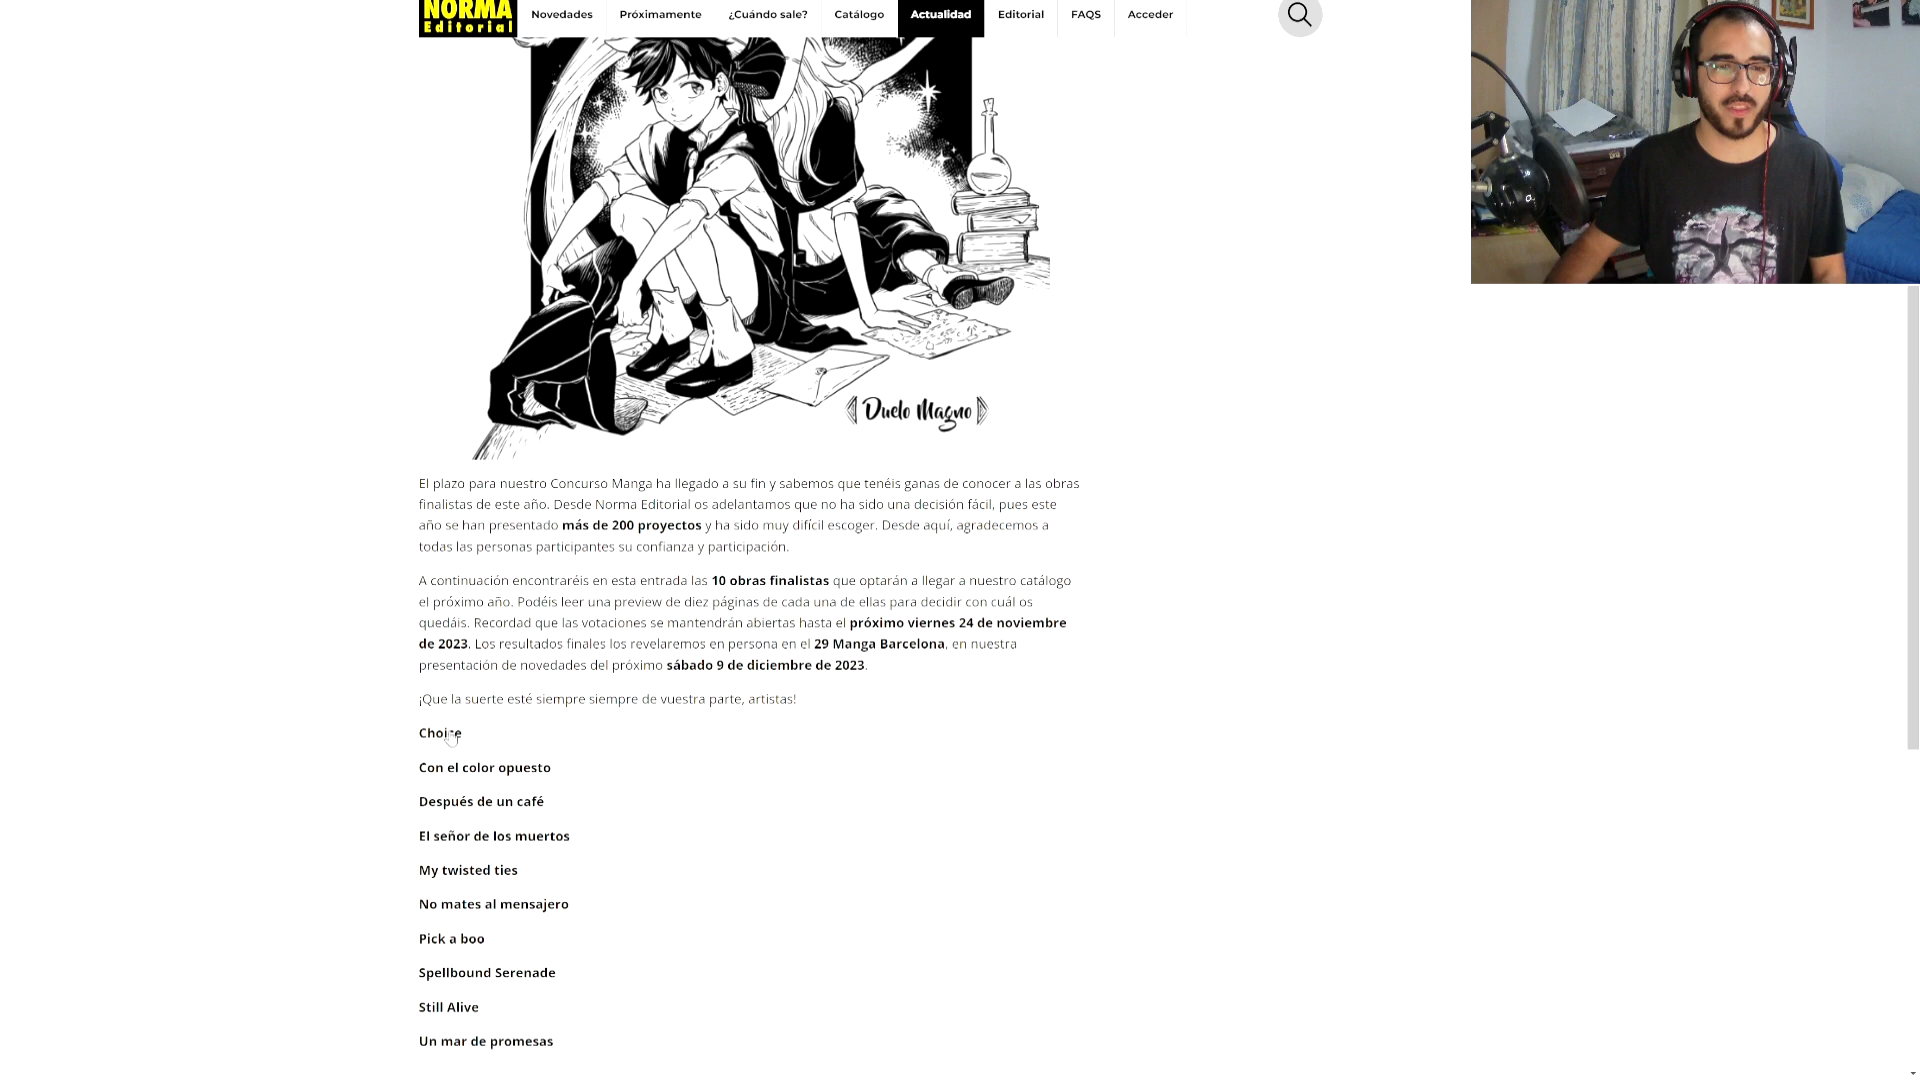 NORMA
Editorial
Novedades
Próximamente
¿Cuándo sale?
Catálogo
Actualidad
Editorial
FAQS
Acceder
Duelo Magno
El plazo para nuestro Concurso Manga ha llegado a su fin y sabemos que tenéis ganas de conocer a las obras
finalistas de este año. Desde Norma Editorial os adelantamos que no ha sido una decisión fácil, pues este
año se han presentado más de 200 proyectos y ha sido muy difícil escoger. Desde aquí, agradecemos a
todas las personas participantes su confianza y participación.
A continuación encontraréis en esta entrada las 10 obras finalistas que optarán a llegar a nuestro catálogo
el próximo año. Podéis leer una preview de diez páginas de cada una de ellas para decidir con cuál os
quedáis. Recordad que las votaciones se mantendrán abiertas hasta el próximo viernes 24 de noviembre
de 2023. Los resultados finales los revelaremos en persona en el 29 Manga Barcelona, en nuestra
presentación de novedades del próximo sábado 9 de diciembre de 2023.
¡Que la suerte esté siempre siempre de vuestra parte, artistas!
Choice
Con el color opuesto
Después de un café
El señor de los muertos
My twisted ties
No mates al mensajero
Pick a boo
Spellbound Serenade
Still Alive
Un mar de promesas